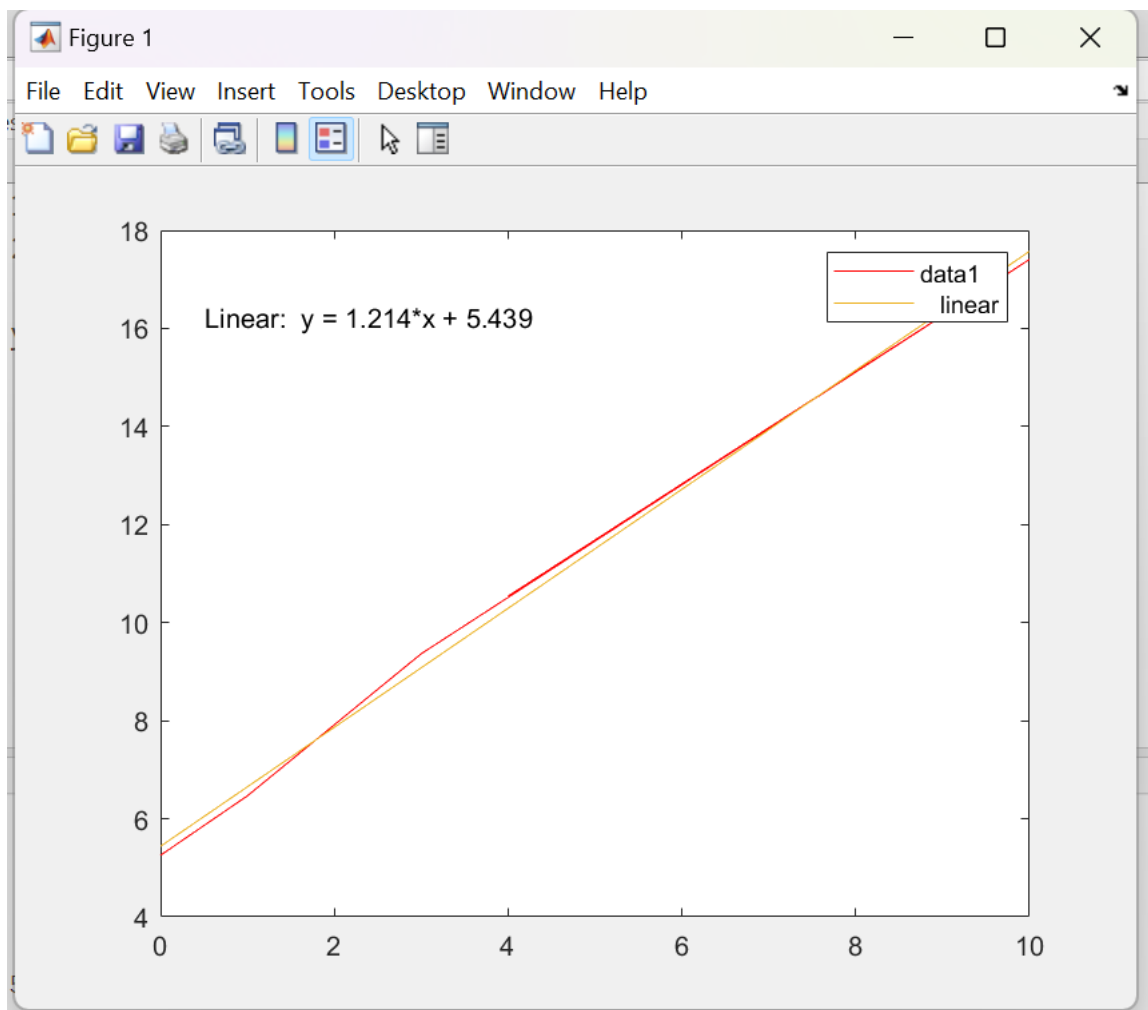 Figure 1
File Edit View Insert Tools Desktop Window Help
18
16
14
12
10
8
6
4
0 2 4 6 8 10
Linear: y = 1.214*x + 5.439
data1
linear